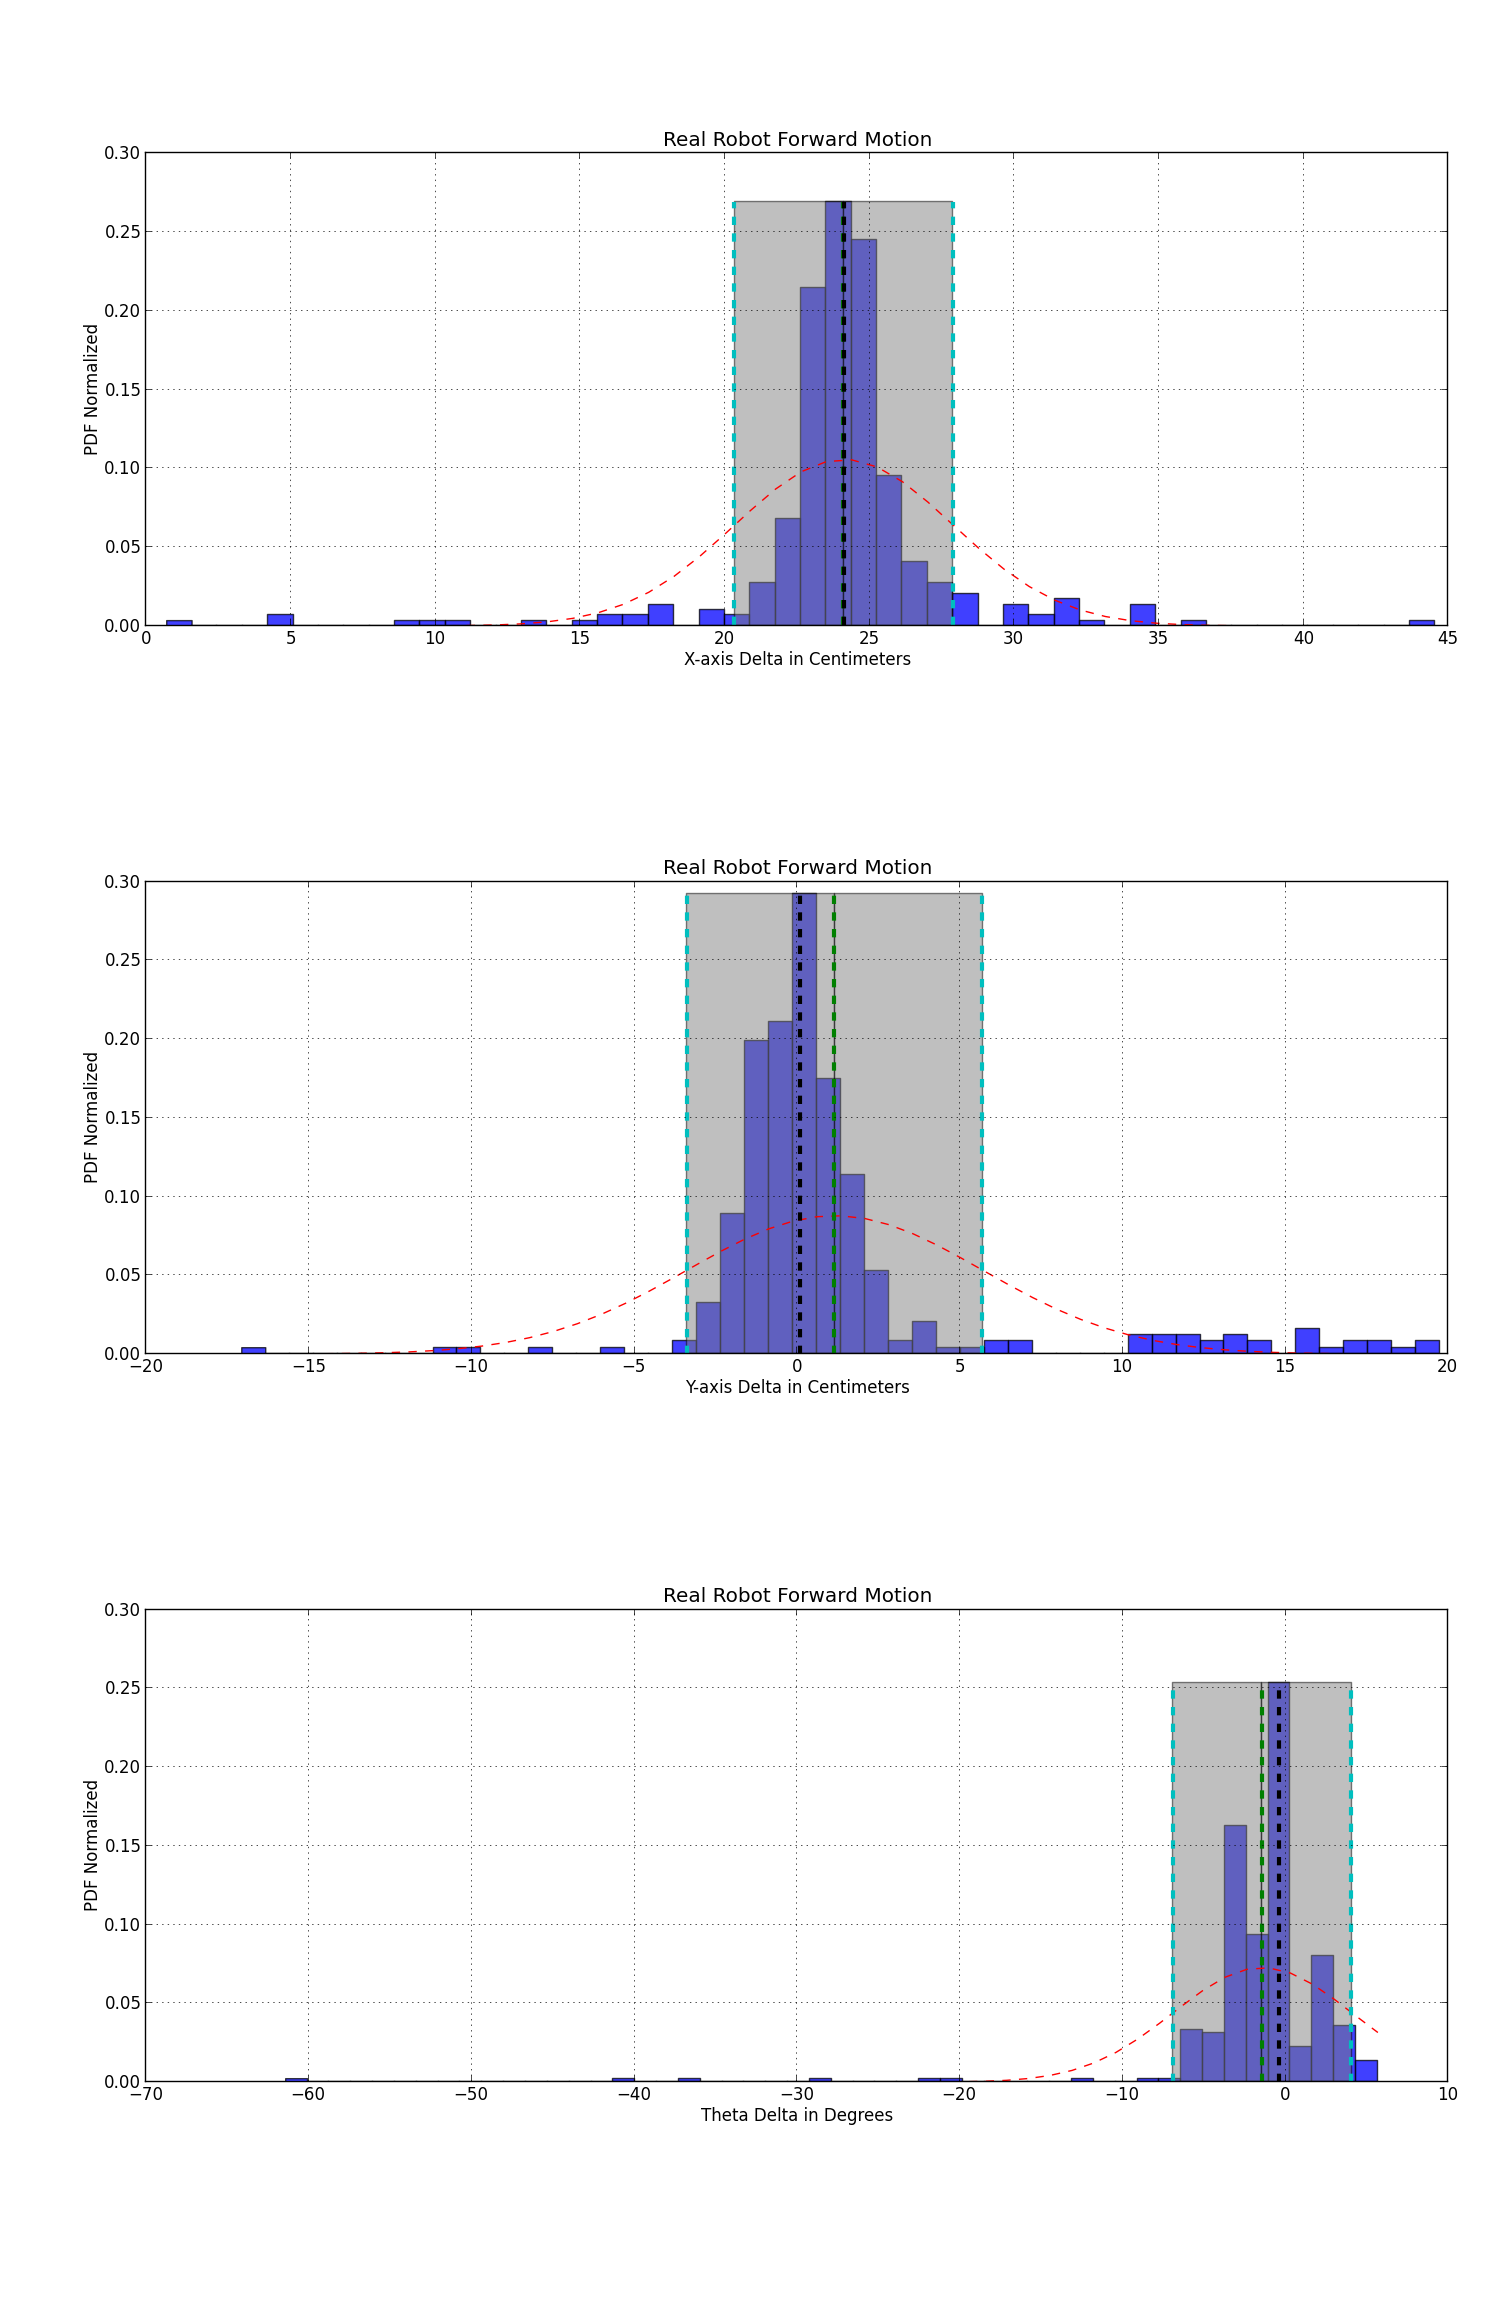 Real Robot Forward Motion
0.30
0.25
0.20
0.15
0.10
0.05
0.00
PDF Normalized
0 5 10 15 20 25 30 35 40 45
X-axis Delta in Centimeters
Real Robot Forward Motion
0.30
0.25
0.20
0.15
0.10
0.05
0.00
PDF Normalized
−20 −15 −10 −5 0 5 10 15 20
Y-axis Delta in Centimeters
Real Robot Forward Motion
0.30
0.25
0.20
0.15
0.10
0.05
0.00
PDF Normalized
−70 −60 −50 −40 −30 −20 −10 0 10
Theta Delta in Degrees